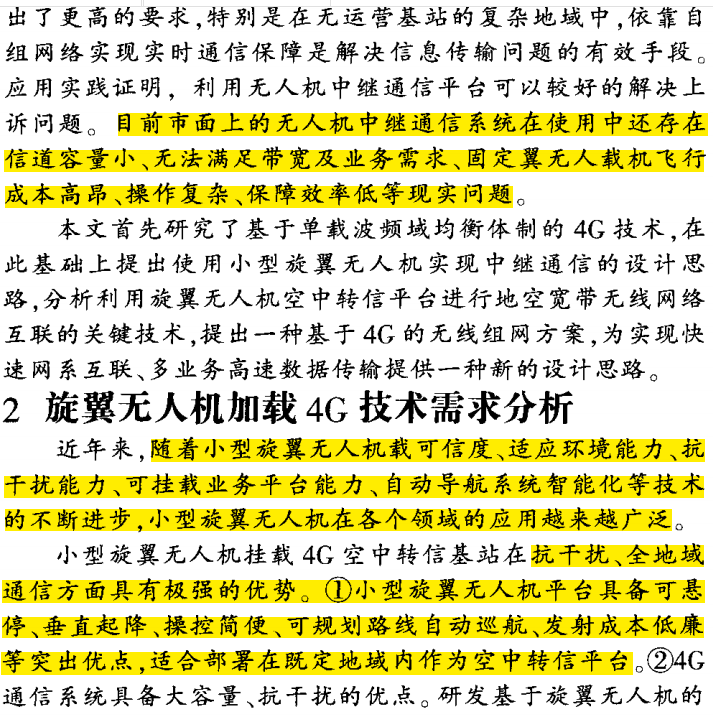 出了更高的要求,特别是在无运营基站的复杂地域中,依靠自
组网络实现实时通信保障是解决信息传输问题的有效手段。
应用实践证明，利用无人机中继通信平台可以较好的解决上
诉问题。目前市面上的无人机中继通信系统在使用中还存在
信道容量小、无法满足带宽及业务需求、固定翼无人载机飞行
成本高昂、操作复杂、保障效率低等现实问题。
本文首先研究了基于单载波频域均衡体制的 4G 技术,在
此基础上提出使用小型旋翼无人机实现中继通信的设计思
路,分析利用旋翼无人机空中转信平台进行地空宽带无线网络
互联的关键技术,提出一种基于 4G 的无线组网方案,为实现快
速网系互联、多业务高速数据传输提供一种新的设计思路。
2 旋翼无人机加载 4G 技术需求分析
近年来,随着小型旋翼无人机载可信度、适应环境能力、抗
干扰能力、可挂载业务平台能力、自动导航系统智能化等技术
的不断进步,小型旋翼无人机在各个领域的应用越来越广泛。
小型旋翼无人机挂载 4G 空中转信基站在抗干扰、全地域
通信方面具有极强的优势。①小型旋翼无人机平台具备可悬
停、垂直起降、操控简便、可规划路线自动巡航、发射成本低廉
等突出优点,适合部署在既定地域内作为空中转信平台。②4G
通信系统具备大容量、抗干扰的优点。研发基于旋翼无人机的